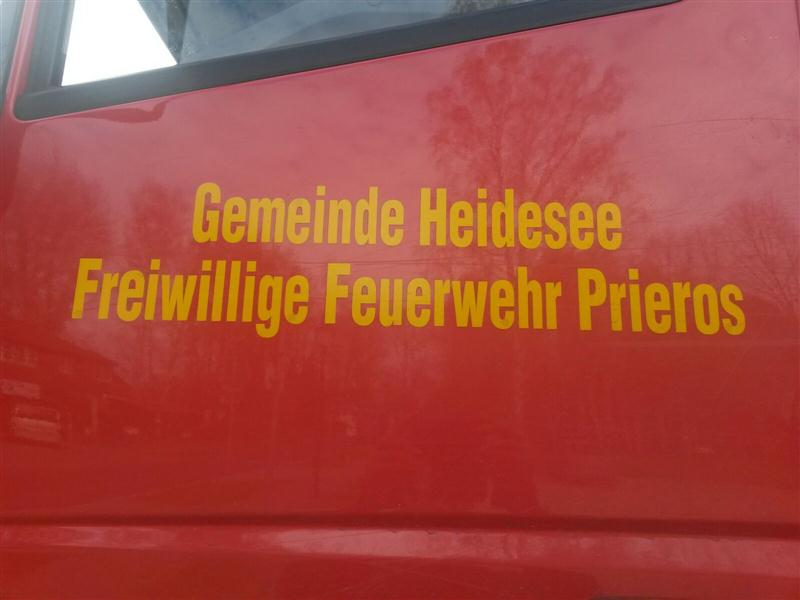 Gemeinde Heidesee
Freiwillige Feuerwehr Prieros